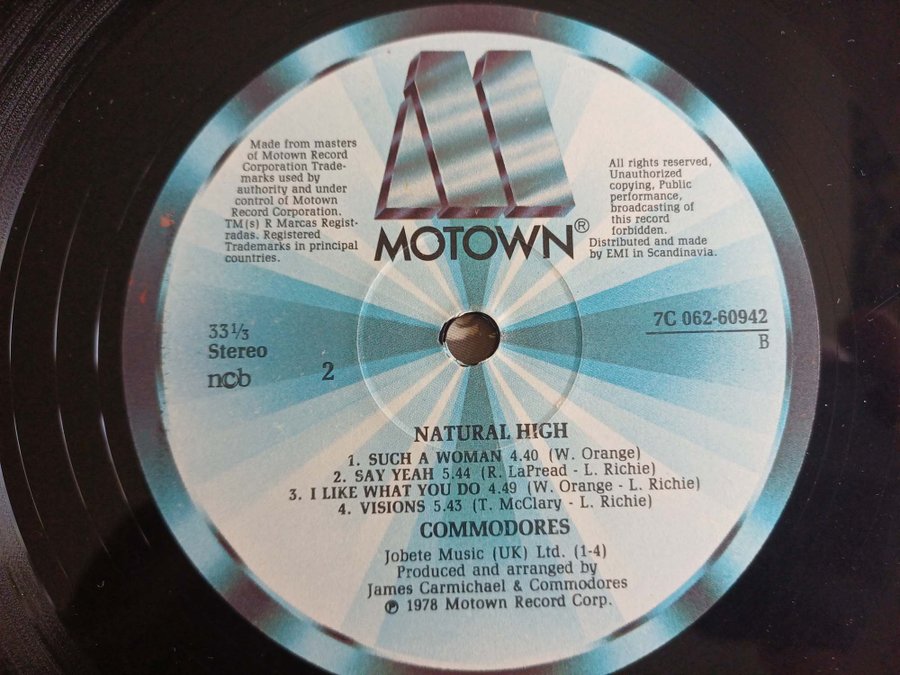 Made from masters
of Motown Record
Corporation Trade-
marks used by
authority and under
control of Motown
Record Corporation.
TM(s) R Marcas Regist-
radas. Registered
Trademarks in principal
countries.
MOTOWN®
All rights reserved,
Unauthorized
copying, Public
performance,
broadcasting of
this record
forbidden.
Distributed and made
by EMI in Scandinavia.
33⅓
Stereo
ncb
2
7C 062-60942
B
NATURAL HIGH
1. SUCH A WOMAN 4.40 (W. Orange)
2. SAY YEAH 5.44 (R. LaPread - L. Richie)
3. I LIKE WHAT YOU DO 4.49 (W. Orange - L. Richie)
4. VISIONS 5.43 (T. McClary - L. Richie)
COMMODORES
Jobete Music (UK) Ltd. (1-4)
Produced and arranged by
James Carmichael & Commodores
℗ 1978 Motown Record Corp.